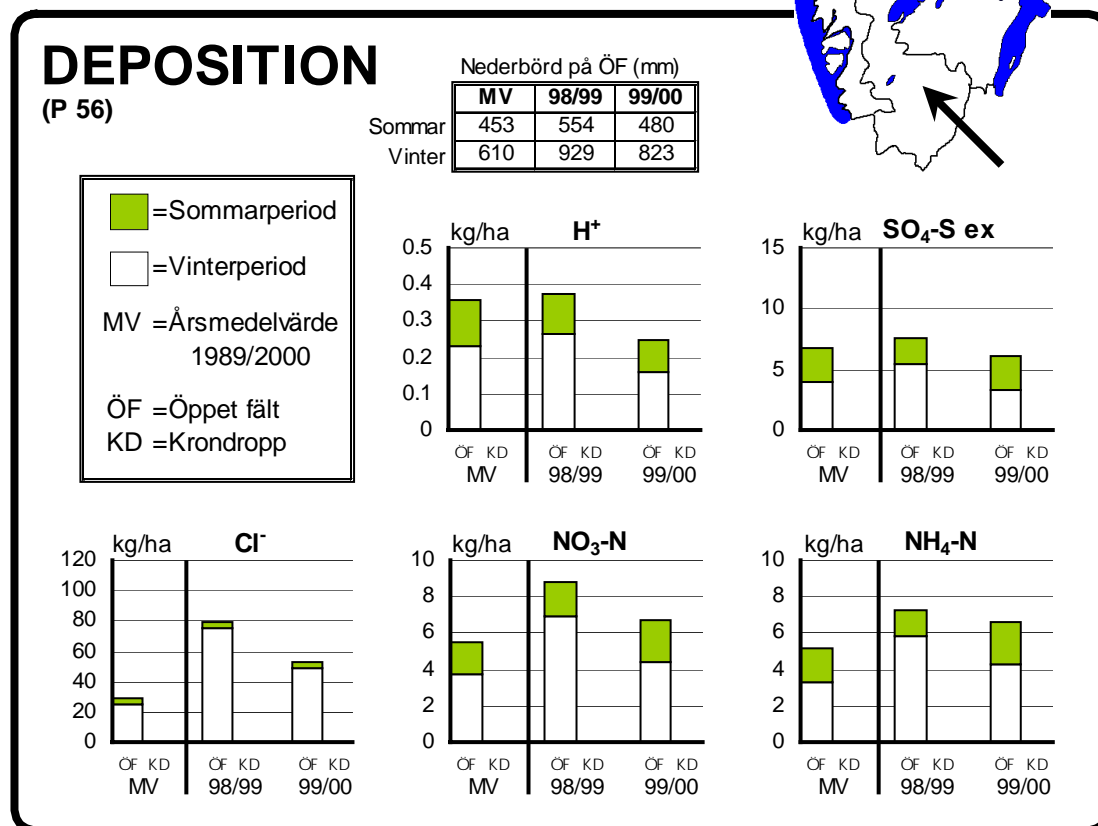 DEPOSITION
(P 56)
Nederbörd på ÖF (mm)
MV 98/99 99/00
Sommar 453 554 480
Vinter 610 929 823
=Sommarperiod
=Vinterperiod
MV =Årsmedelvärde
1989/2000
ÖF =Öppet fält
KD =Krondropp
kg/ha H⁺
0.5
0.4
0.3
0.2
0.1
0
ÖF KD ÖF KD ÖF KD
MV 98/99 99/00
kg/ha SO₄-S ex
15
10
5
0
ÖF KD ÖF KD ÖF KD
MV 98/99 99/00
kg/ha Cl⁻
120
100
80
60
40
20
0
ÖF KD ÖF KD ÖF KD
MV 98/99 99/00
kg/ha NO₃-N
10
8
6
4
2
0
ÖF KD ÖF KD ÖF KD
MV 98/99 99/00
kg/ha NH₄-N
10
8
6
4
2
0
ÖF KD ÖF KD ÖF KD
MV 98/99 99/00